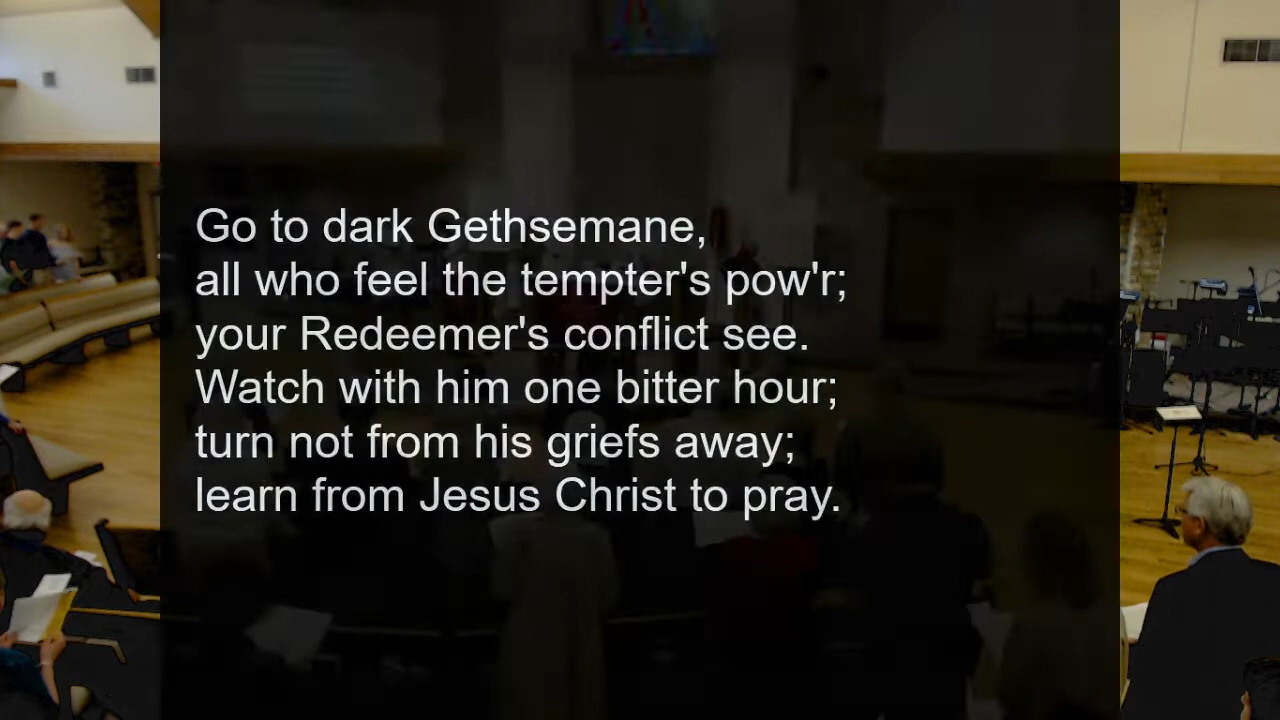 Go to dark Gethsemane,
all who feel the tempter's pow'r;
your Redeemer's conflict see.
Watch with him one bitter hour;
turn not from his griefs away;
learn from Jesus Christ to pray.